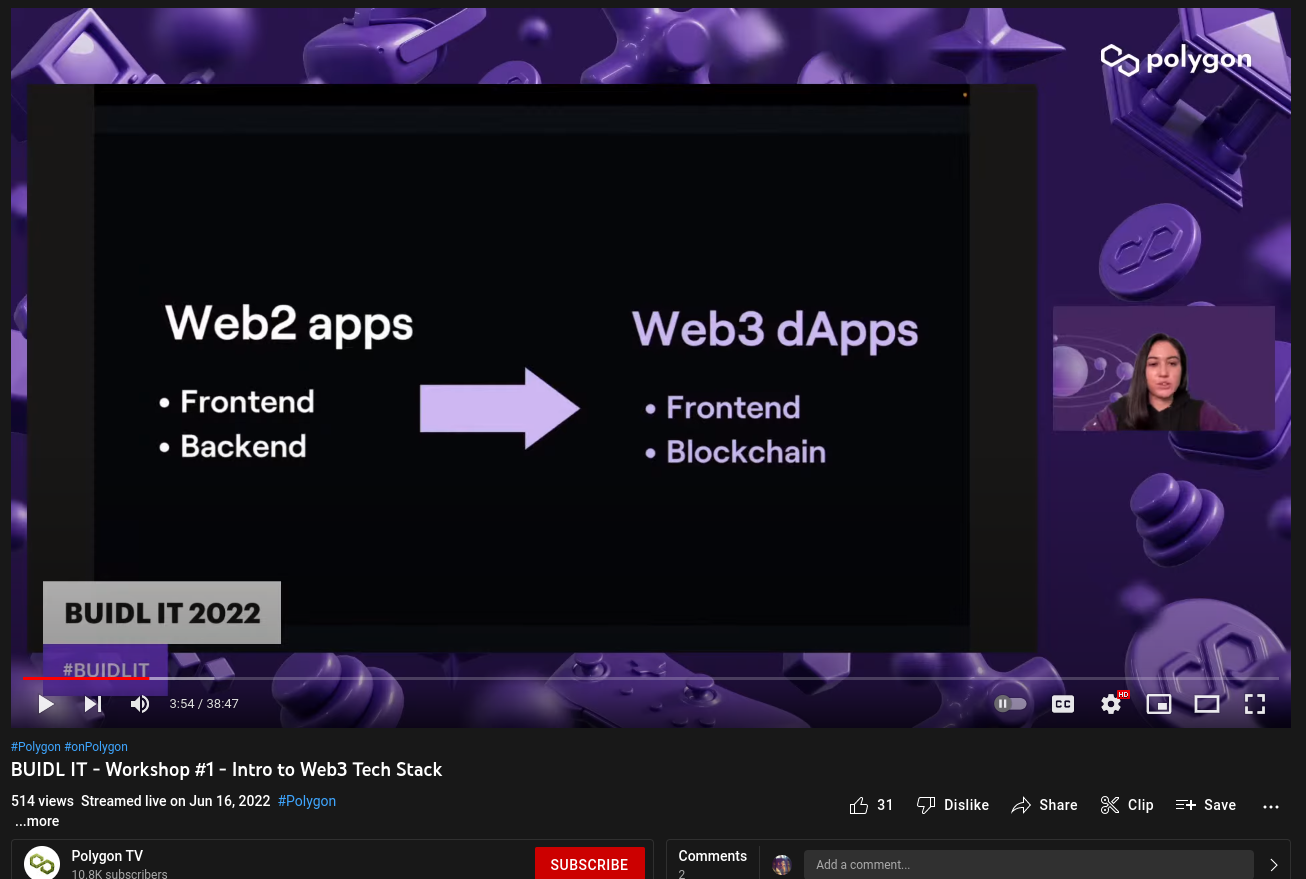 polygon
Web2 apps
• Frontend
• Backend
Web3 dApps
• Frontend
• Blockchain
BUIDL IT 2022
#BUIDLIT
3:54 / 38:47
CC
HD
#Polygon #onPolygon
BUIDL IT - Workshop #1 - Intro to Web3 Tech Stack
514 views Streamed live on Jun 16, 2022 #Polygon
...more
31 Dislike Share Clip Save ...
Polygon TV
10.8K subscribers
SUBSCRIBE
Comments
2
Add a comment...